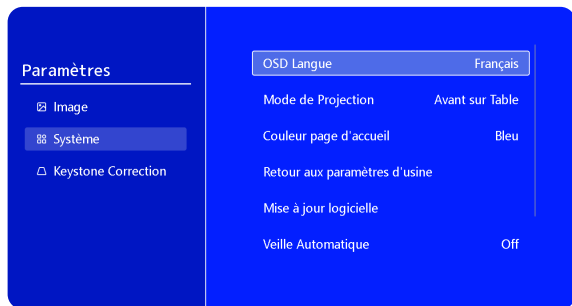 Paramètres
Image
Système
Keystone Correction
OSD Langue Français
Mode de Projection Avant sur Table
Couleur page d'accueil Bleu
Retour aux paramètres d'usine
Mise à jour logicielle
Veille Automatique Off